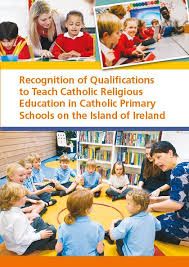 Recognition of Qualifications
to Teach Catholic Religious
Education in Catholic Primary
Schools on the Island of Ireland